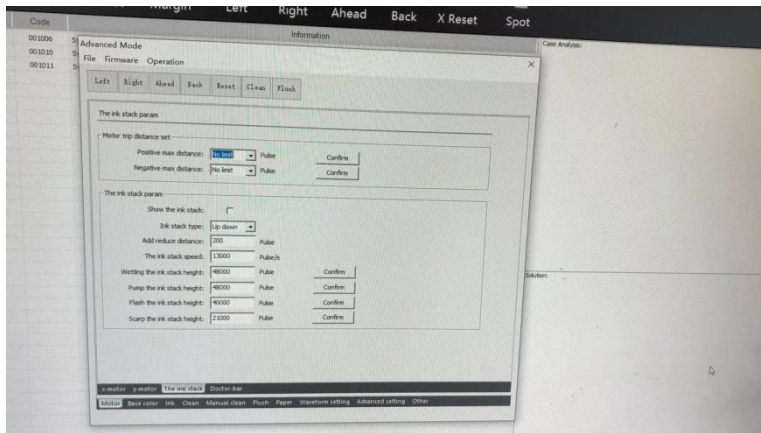 Margin Left Right Ahead Back X Reset Spot
Code Information
001006
001010
001011
Case Analysis:
Advanced Mode
File Firmware Operation
Left Right Ahead Back Reset Clean Flush
The ink stack param
Motor trip distance set
Positive max distance: No limit Pulse Confirm
Negative max distance: No limit Pulse Confirm
The ink stack param
Show the ink stack:
Ink stack type: Up down
Add reduce distance: 200 Pulse
The ink stack speed: 13000 Pulse/s
Wetting the ink stack height: 48000 Pulse Confirm
Pump the ink stack height: 48000 Pulse Confirm
Flash the ink stack height: 40000 Pulse Confirm
Scarp the ink stack height: 21000 Pulse Confirm
Solution:
x-motor y-motor The ink stack Doctor-bar
Motor Base color Ink Clean Manual clean Flush Paper Waveform setting Advanced setting Other